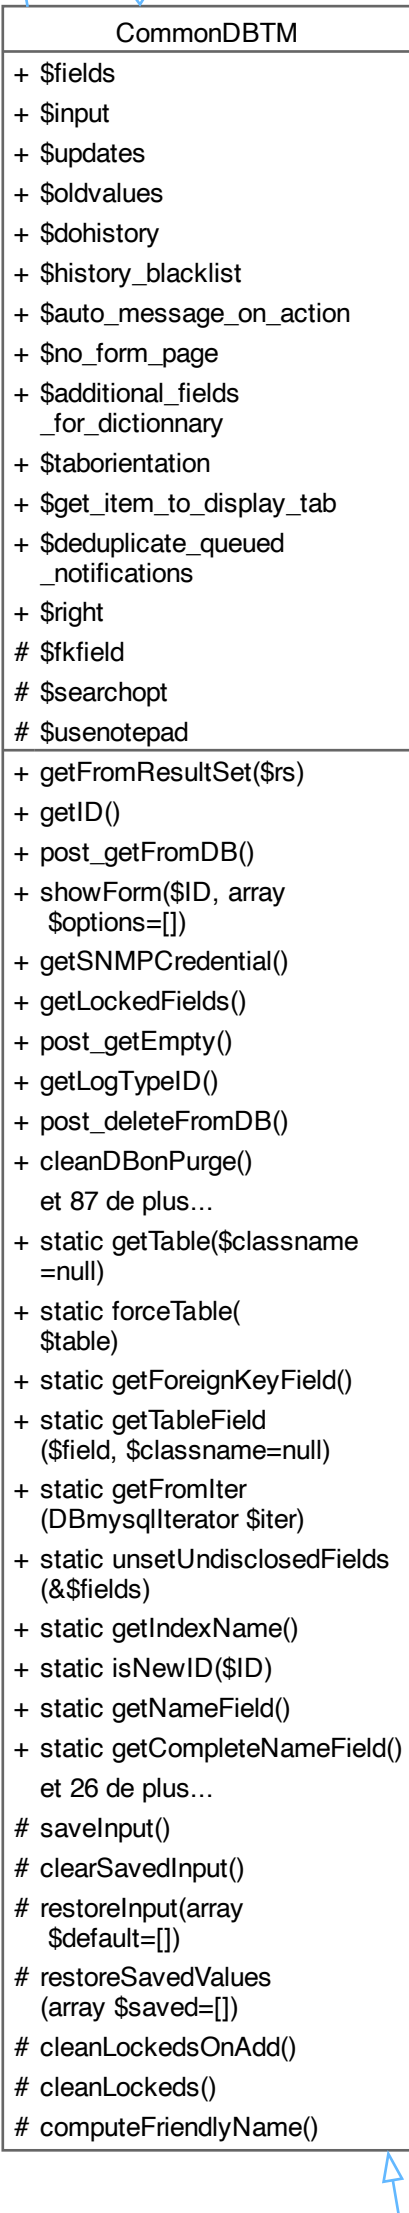 CommonDBTM
+ $fields
+ $input
+ $updates
+ $oldvalues
+ $dohistory
+ $history_blacklist
+ $auto_message_on_action
+ $no_form_page
+ $additional_fields
_for_dictionnary
+ $taborientation
+ $get_item_to_display_tab
+ $deduplicate_queued
_notifications
+ $right
# $fkfield
# $searchopt
# $usenotepad
+ getFromResultSet($rs)
+ getID()
+ post_getFromDB()
+ showForm($ID, array
$options=[])
+ getSNMPCredential()
+ getLockedFields()
+ post_getEmpty()
+ getLogTypeID()
+ post_deleteFromDB()
+ cleanDBonPurge()
et 87 de plus...
+ static getTable($classname
=null)
+ static forceTable(
$table)
+ static getForeignKeyField()
+ static getTableField
($field, $classname=null)
+ static getFromIter
(DBmysqlIterator $iter)
+ static unsetUndisclosedFields
(&$fields)
+ static getIndexName()
+ static isNewID($ID)
+ static getNameField()
+ static getCompleteNameField()
et 26 de plus...
# saveInput()
# clearSavedInput()
# restoreInput(array
$default=[])
# restoreSavedValues
(array $saved=[])
# cleanLockedsOnAdd()
# cleanLockeds()
# computeFriendlyName()